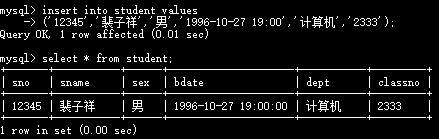 mysql> insert into student values
    -> ('12345','裴子祥','男','1996-10-27 19:00','计算机','2333');
Query OK, 1 row affected (0.01 sec)
mysql> select * from student;
+-------+--------+------+---------------------+--------+---------+
| sno   | sname  | sex  | bdate               | dept   | classno |
+-------+--------+------+---------------------+--------+---------+
| 12345 | 裴子祥 | 男   | 1996-10-27 19:00:00 | 计算机 | 2333    |
+-------+--------+------+---------------------+--------+---------+
1 row in set (0.00 sec)